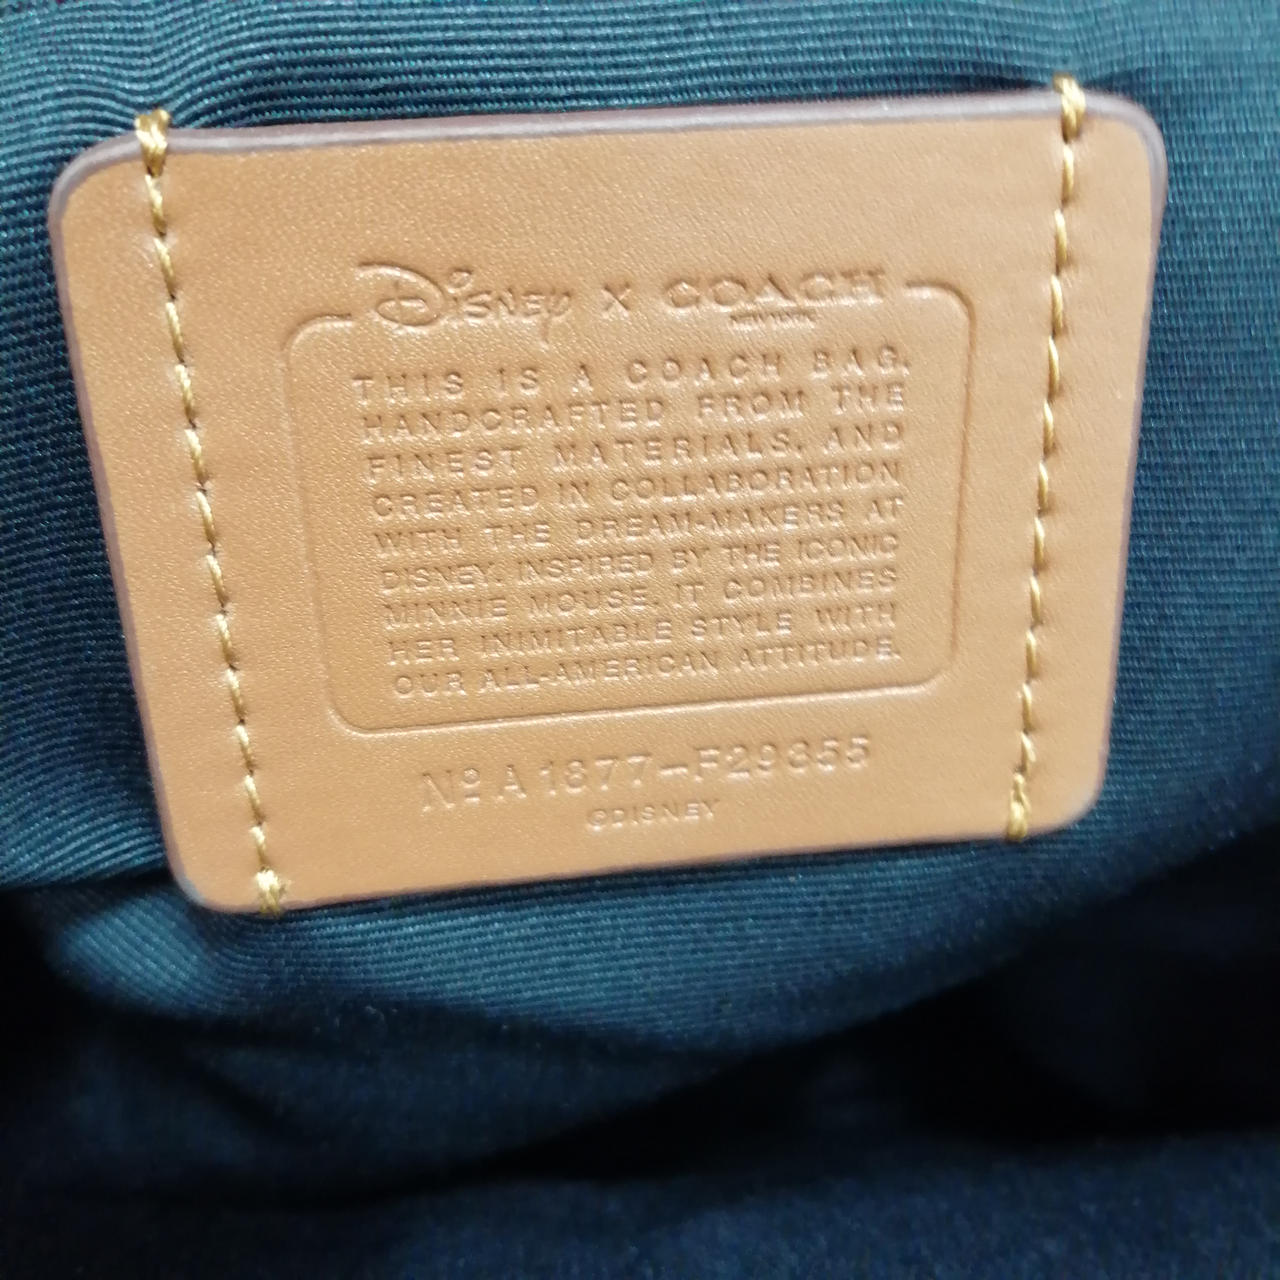 Disney x COACH
NEW YORK
THIS IS A COACH BAG.
HANDCRAFTED FROM THE
FINEST MATERIALS, AND
CREATED IN COLLABORATION
WITH THE DREAM-MAKERS AT
DISNEY. INSPIRED BY THE ICONIC
MINNIE MOUSE, IT COMBINES
HER INIMITABLE STYLE WITH
OUR ALL-AMERICAN ATTITUDE.
Nº A1877-F29355
©DISNEY